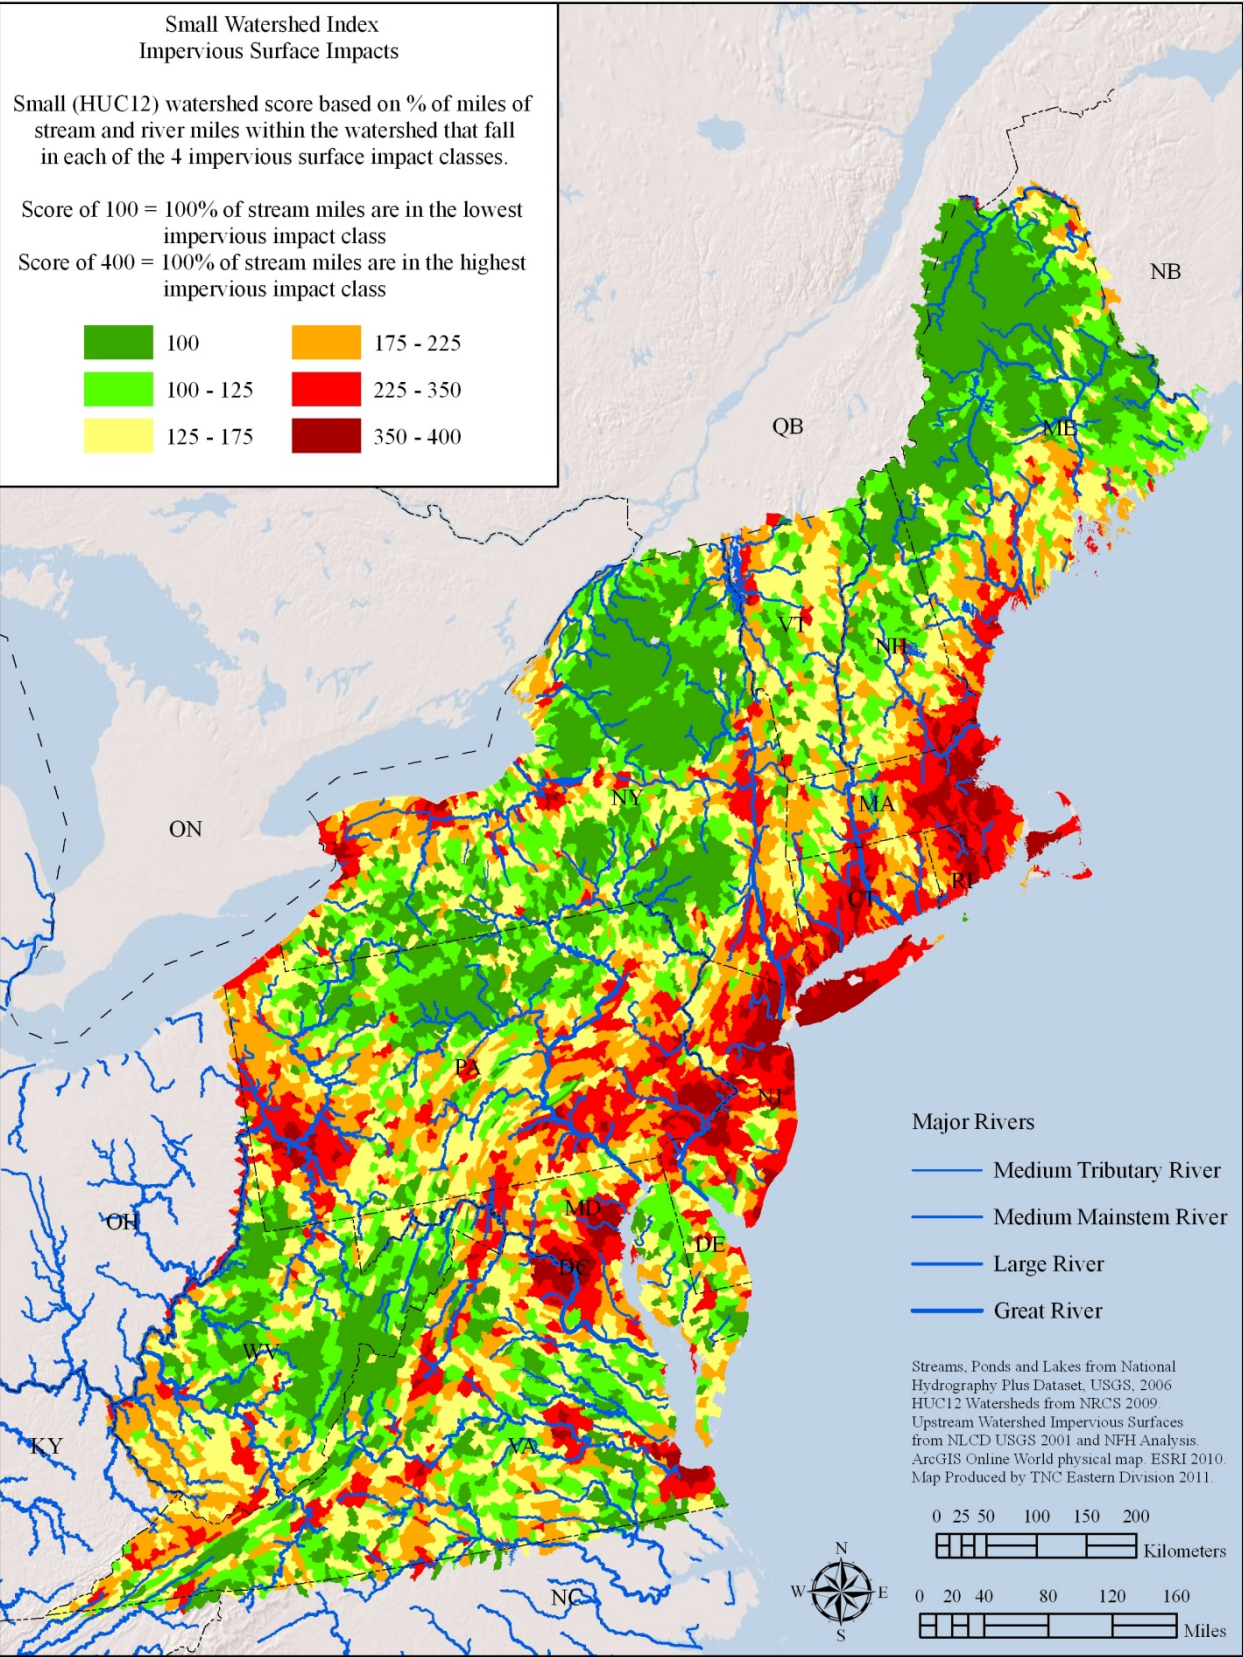 Small Watershed Index
Impervious Surface Impacts
Small (HUC12) watershed score based on % of miles of
stream and river miles within the watershed that fall
in each of the 4 impervious surface impact classes.
Score of 100 = 100% of stream miles are in the lowest
impervious impact class
Score of 400 = 100% of stream miles are in the highest
impervious impact class
100
175 - 225
100 - 125
225 - 350
125 - 175
350 - 400
NB
QB
ME
VT
NH
NY
MA
ON
CT
RI
PA
NJ
OH
MD
DE
DC
WV
KY
VA
NC
Major Rivers
Medium Tributary River
Medium Mainstem River
Large River
Great River
Streams, Ponds and Lakes from National
Hydrography Plus Dataset, USGS, 2006
HUC12 Watersheds from NRCS 2009.
Upstream Watershed Impervious Surfaces
from NLCD USGS 2001 and NFH Analysis.
ArcGIS Online World physical map. ESRI 2010.
Map Produced by TNC Eastern Division 2011.
0 25 50 100 150 200
Kilometers
N
W E
S
0 20 40 80 120 160
Miles